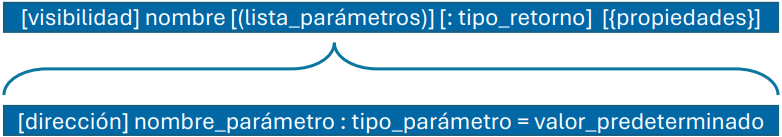 [visibilidad] nombre [(lista_parámetros)] [: tipo_retorno] [{propiedades}]
[dirección] nombre_parámetro : tipo_parámetro = valor_predeterminado